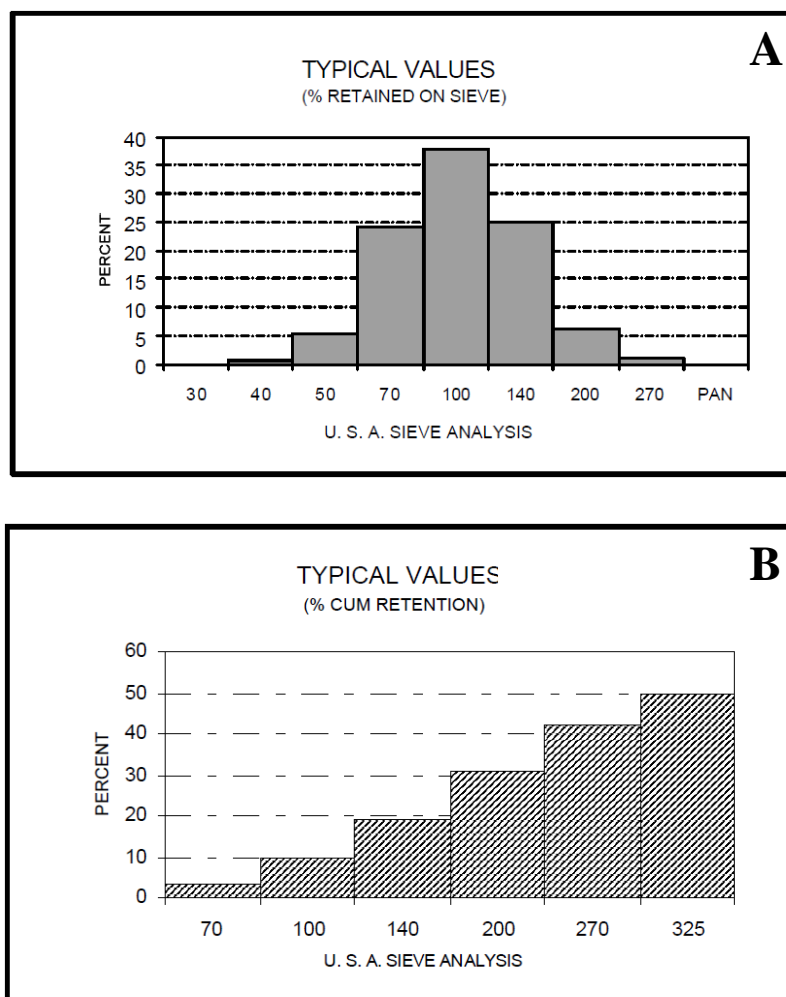 A
TYPICAL VALUES
(% RETAINED ON SIEVE)
40
35
30
25
20
15
10
5
0
PERCENT
30 40 50 70 100 140 200 270 PAN
U. S. A. SIEVE ANALYSIS
B
TYPICAL VALUES
(% CUM RETENTION)
60
50
40
30
20
10
0
PERCENT
70 100 140 200 270 325
U. S. A. SIEVE ANALYSIS